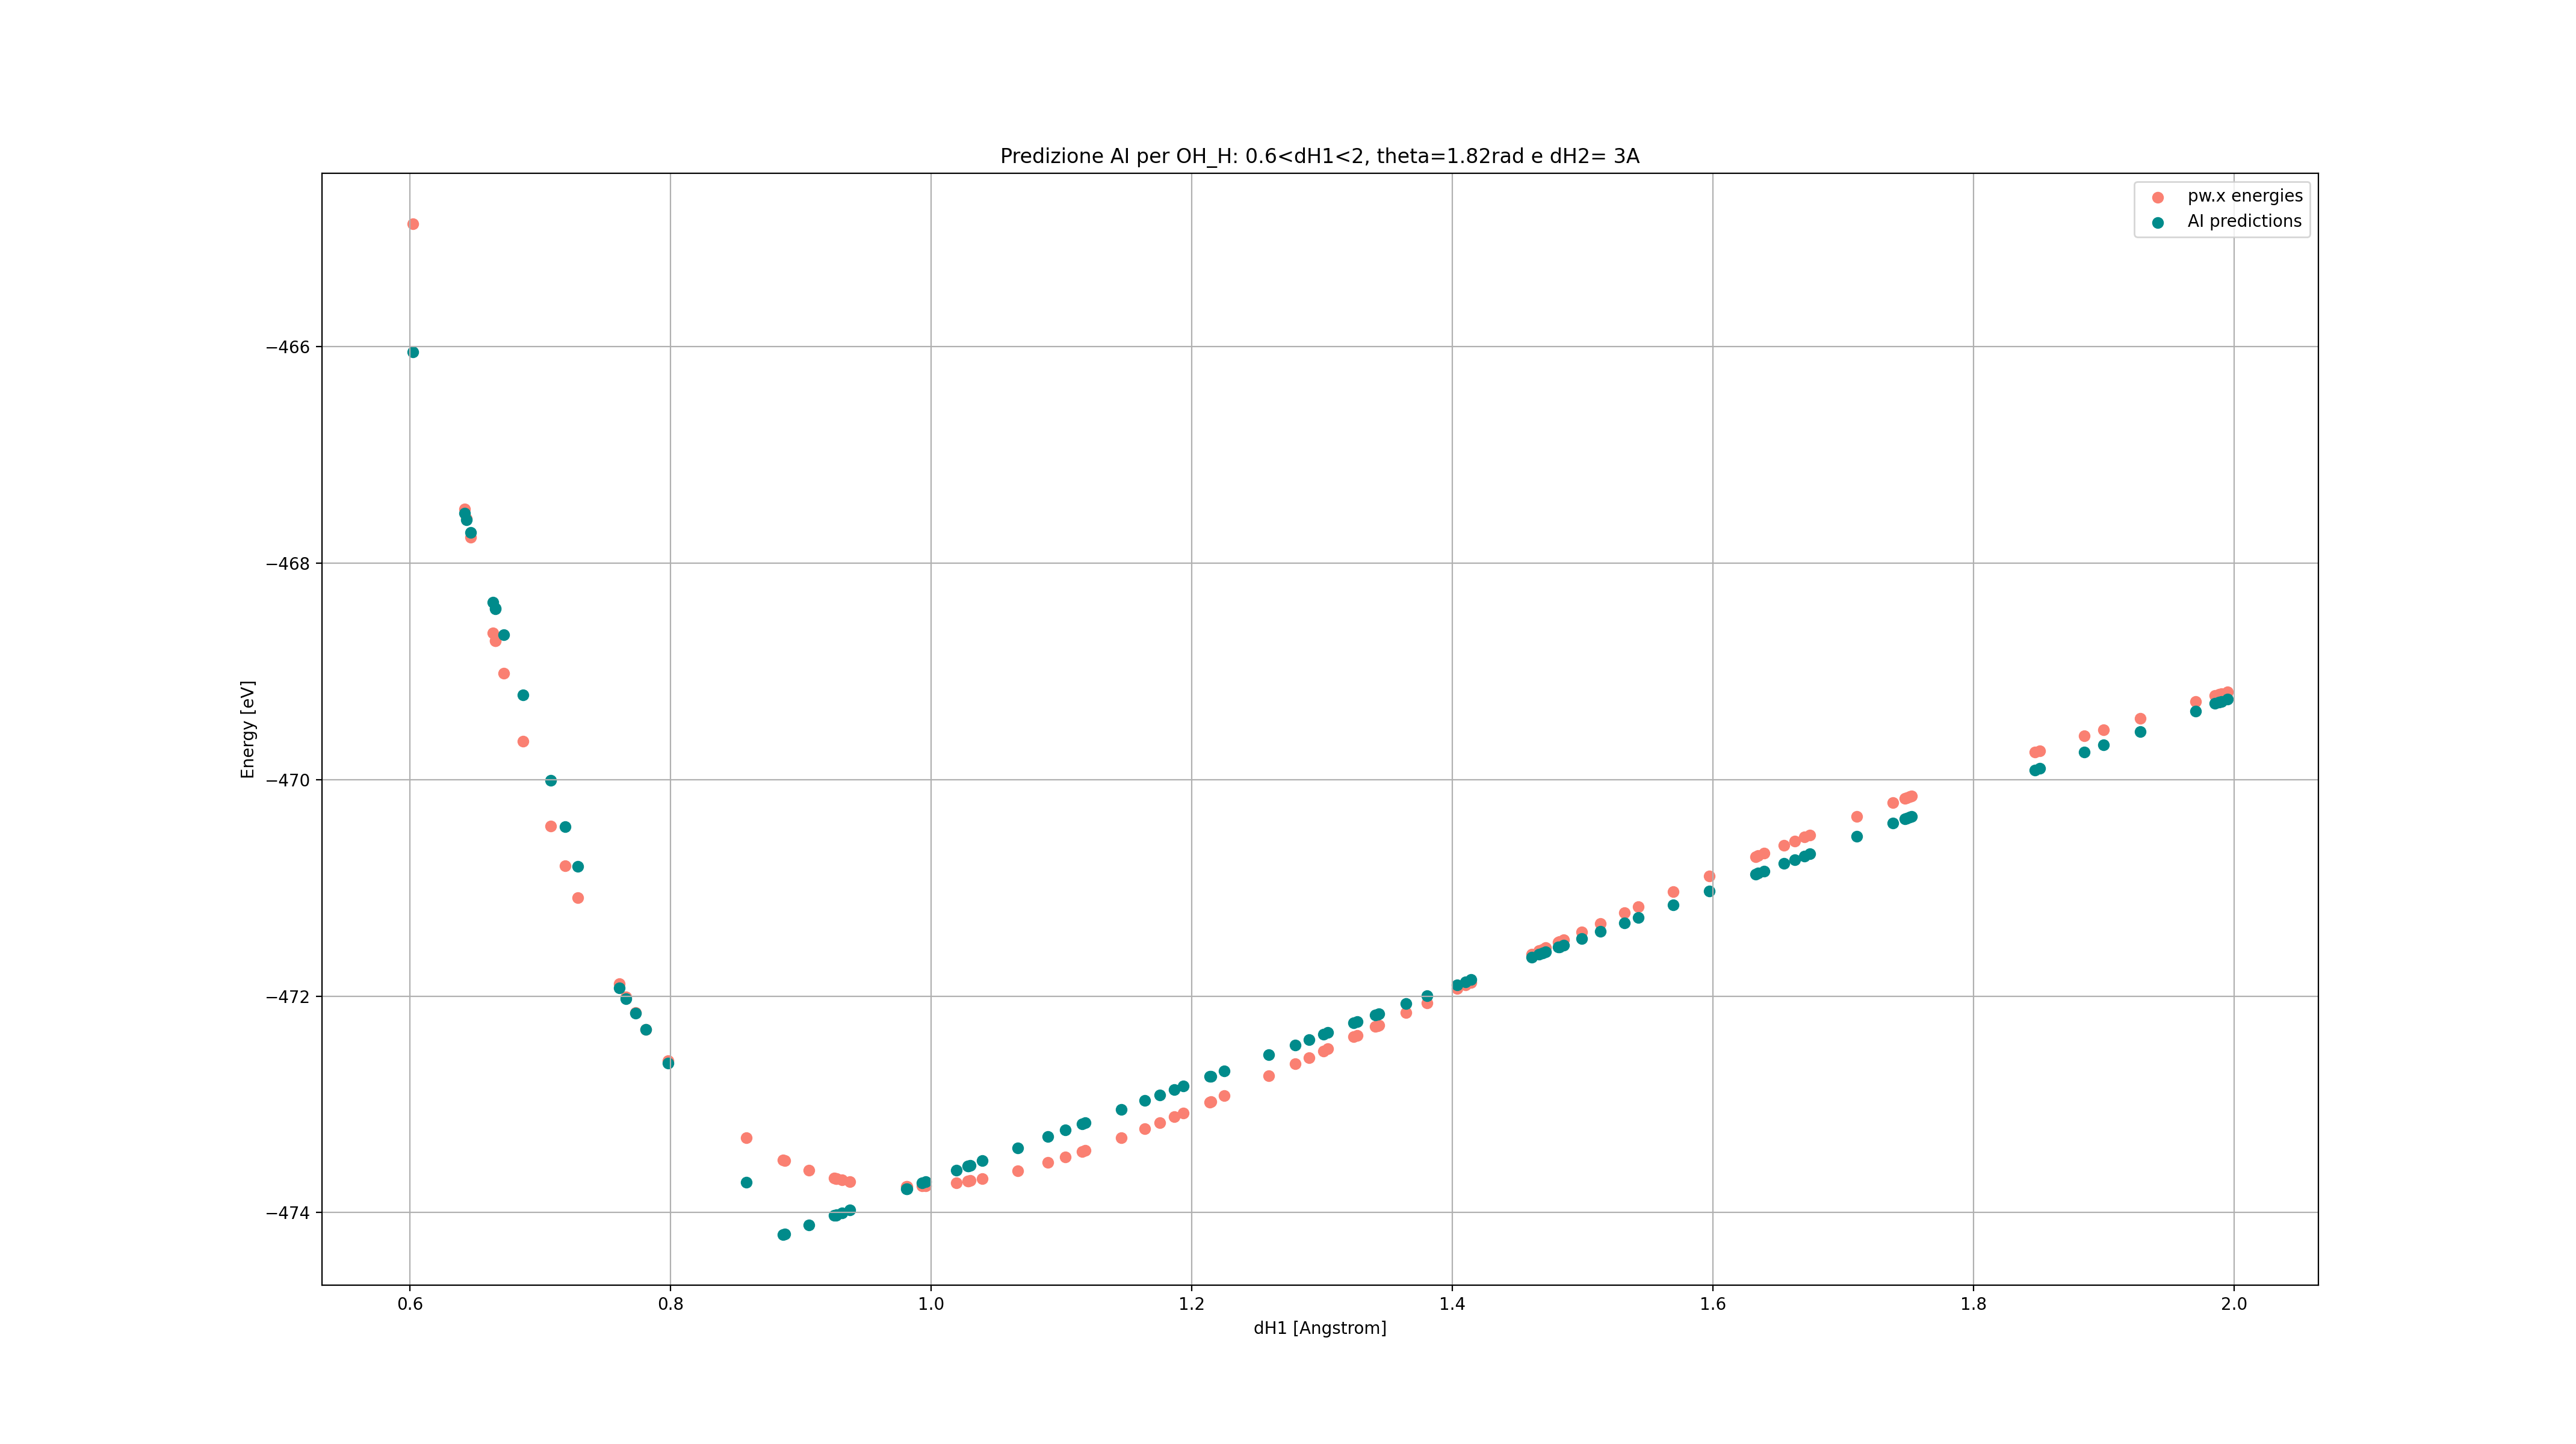 Predizione AI per OH_H: 0.6<dH1<2, theta=1.82rad e dH2= 3A
pw.x energies
AI predictions
−466
−468
−470
−472
−474
Energy [eV]
0.6
0.8
1.0
1.2
1.4
1.6
1.8
2.0
dH1 [Angstrom]